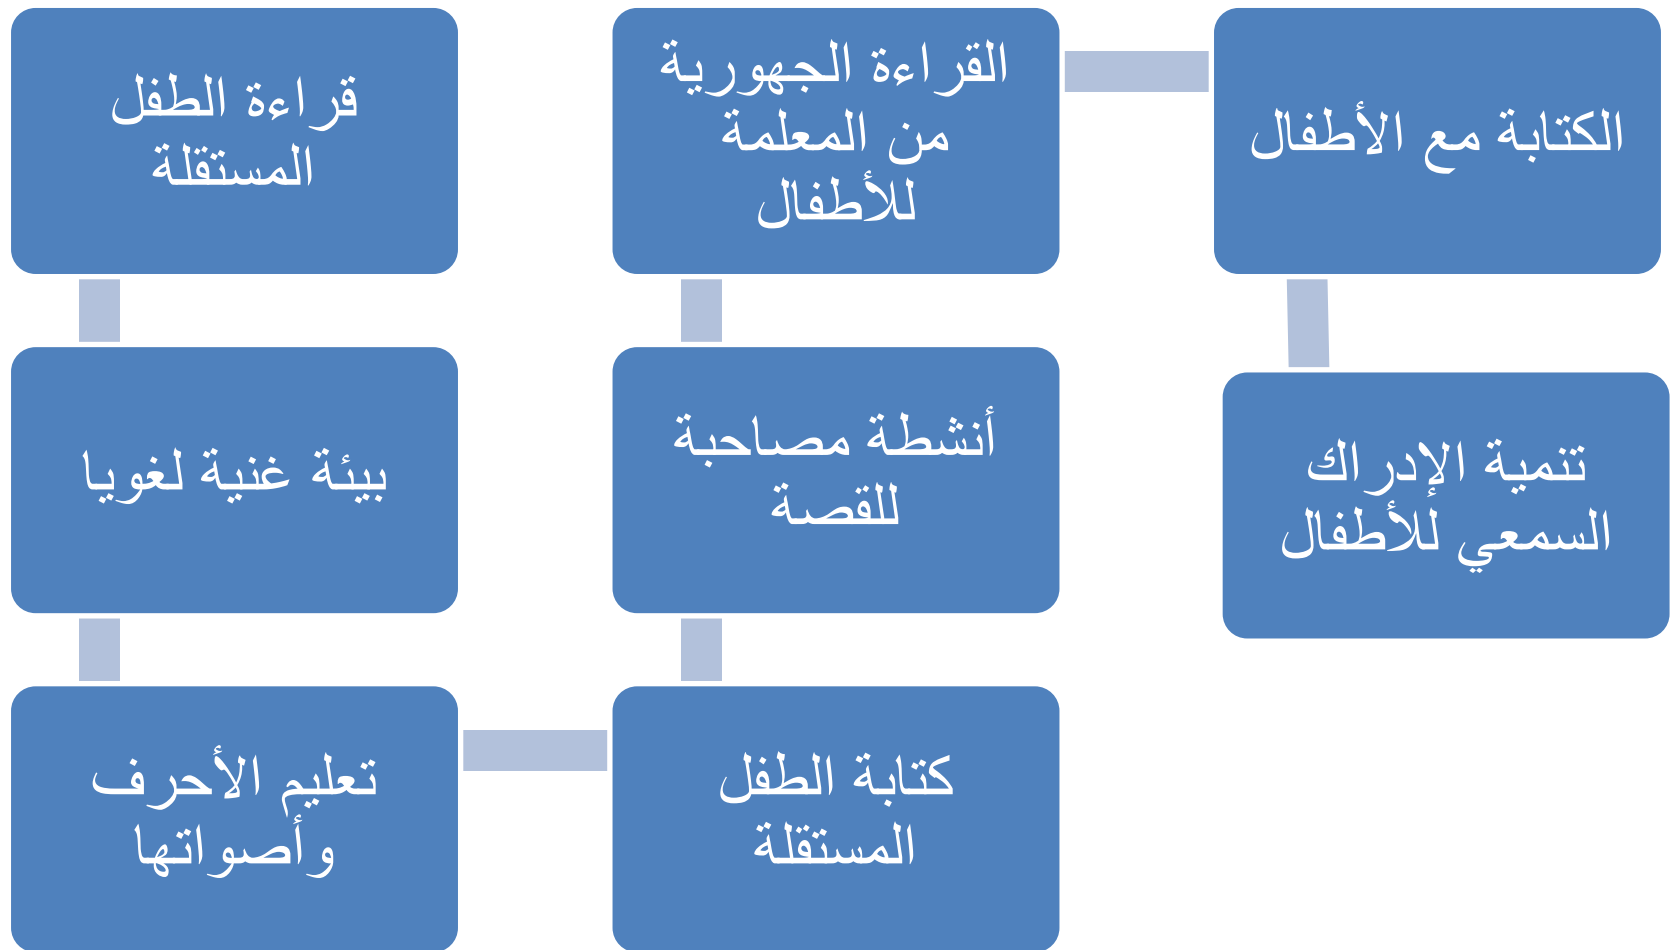 قراءة الطفل
المستقلة
بيئة غنية لغويا
تعليم الأحرف
وأصواتها
كتابة الطفل
المستقلة
أنشطة مصاحبة
للقصة
القراءة الجهورية
من المعلمة
للأطفال
الكتابة مع الأطفال
تنمية الإدراك
السمعي للأطفال